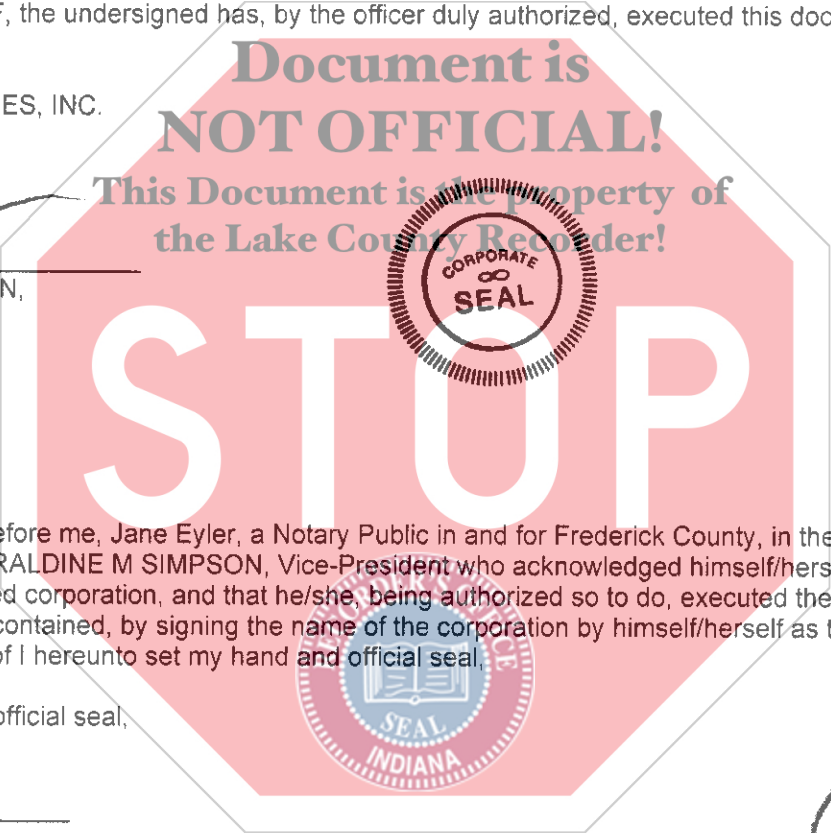 , the undersigned has, by the officer duly authorized, executed this doc
Document is
ES, INC.
NOT OFFICIAL!
This Document is the property of
the Lake County Recorder!
CORPORATE
SEAL
N,
STOP
efore me, Jane Eyler, a Notary Public in and for Frederick County, in the
RALDINE M SIMPSON, Vice-President who acknowledged himself/hers
ed corporation, and that he/she, being authorized so to do, executed the
contained, by signing the name of the corporation by himself/herself as t
of I hereunto set my hand and official seal,
RECORDER'S OFFICE
official seal,
SEAL
INDIANA